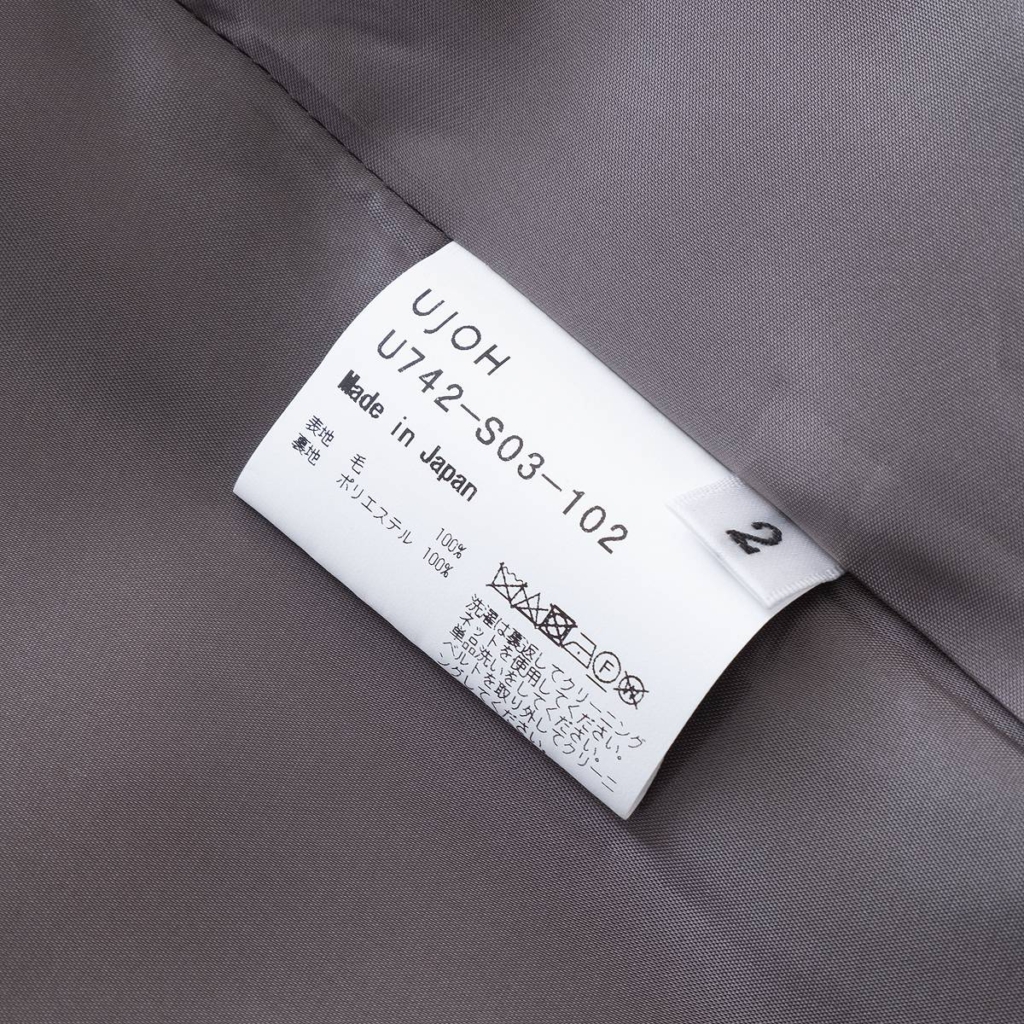 UJOH
U742-S03-102
Made in Japan
表地 毛 100%
裏地 ポリエステル 100%
F W
洗濯は裏返してクリーニング
ネットを使用してください。
単品洗いをしてください。
ベルトを取り外してクリーニ
ングしてください。
2